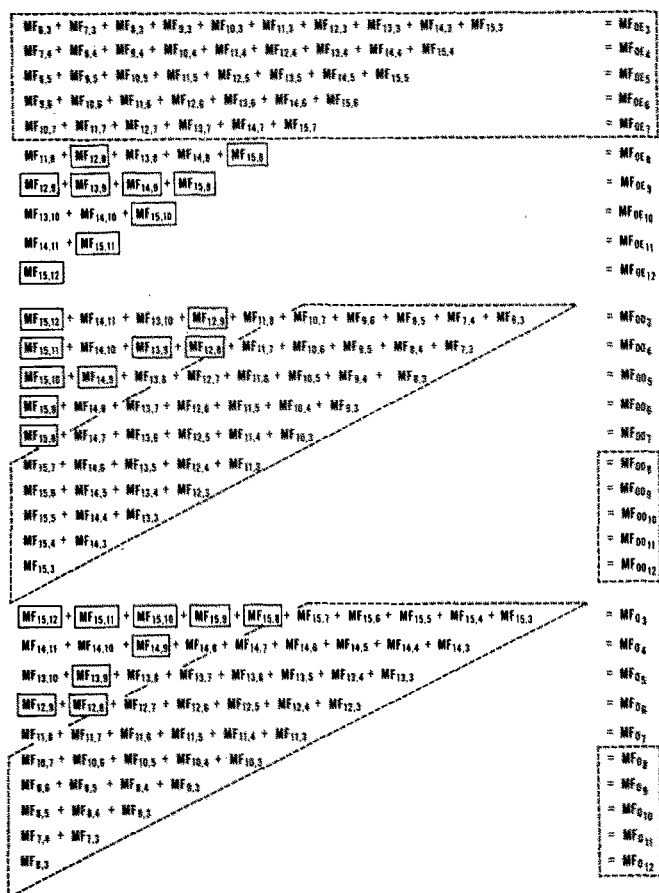 MF6,3 + MF7,3 + MF8,3 + MF9,3 + MF10,3 + MF11,3 + MF12,3 + MF13,3 + MF14,3 + MF15,3 = MF0E3
MF7,4 + MF8,4 + MF9,4 + MF10,4 + MF11,4 + MF12,4 + MF13,4 + MF14,4 + MF15,4 = MF0E4
MF8,5 + MF9,5 + MF10,5 + MF11,5 + MF12,5 + MF13,5 + MF14,5 + MF15,5 = MF0E5
MF9,6 + MF10,6 + MF11,6 + MF12,6 + MF13,6 + MF14,6 + MF15,6 = MF0E6
MF10,7 + MF11,7 + MF12,7 + MF13,7 + MF14,7 + MF15,7 = MF0E7
MF11,8 + MF12,8 + MF13,8 + MF14,8 + MF15,8 = MF0E8
MF12,9 + MF13,9 + MF14,9 + MF15,9 = MF0E9
MF13,10 + MF14,10 + MF15,10 = MF0E10
MF14,11 + MF15,11 = MF0E11
MF15,12 = MF0E12
MF15,12 + MF14,11 + MF13,10 + MF12,9 + MF11,8 + MF10,7 + MF9,6 + MF8,5 + MF7,4 + MF6,3 = MF003
MF15,11 + MF14,10 + MF13,9 + MF12,8 + MF11,7 + MF10,6 + MF9,5 + MF8,4 + MF7,3 = MF004
MF15,10 + MF14,9 + MF13,8 + MF12,7 + MF11,6 + MF10,5 + MF9,4 + MF8,3 = MF005
MF15,9 + MF14,8 + MF13,7 + MF12,6 + MF11,5 + MF10,4 + MF9,3 = MF006
MF15,8 + MF14,7 + MF13,6 + MF12,5 + MF11,4 + MF10,3 = MF007
MF15,7 + MF14,6 + MF13,5 + MF12,4 + MF11,3 = MF008
MF15,6 + MF14,5 + MF13,4 + MF12,3 = MF009
MF15,5 + MF14,4 + MF13,3 = MF0010
MF15,4 + MF14,3 = MF0011
MF15,3 = MF0012
MF15,12 + MF15,11 + MF15,10 + MF15,9 + MF15,8 + MF15,7 + MF15,6 + MF15,5 + MF15,4 + MF15,3 = MF03
MF14,11 + MF14,10 + MF14,9 + MF14,8 + MF14,7 + MF14,6 + MF14,5 + MF14,4 + MF14,3 = MF04
MF13,10 + MF13,9 + MF13,8 + MF13,7 + MF13,6 + MF13,5 + MF13,4 + MF13,3 = MF05
MF12,9 + MF12,8 + MF12,7 + MF12,6 + MF12,5 + MF12,4 + MF12,3 = MF06
MF11,8 + MF11,7 + MF11,6 + MF11,5 + MF11,4 + MF11,3 = MF07
MF10,7 + MF10,6 + MF10,5 + MF10,4 + MF10,3 = MF08
MF9,6 + MF9,5 + MF9,4 + MF9,3 = MF09
MF8,5 + MF8,4 + MF8,3 = MF010
MF7,4 + MF7,3 = MF011
MF6,3 = MF012